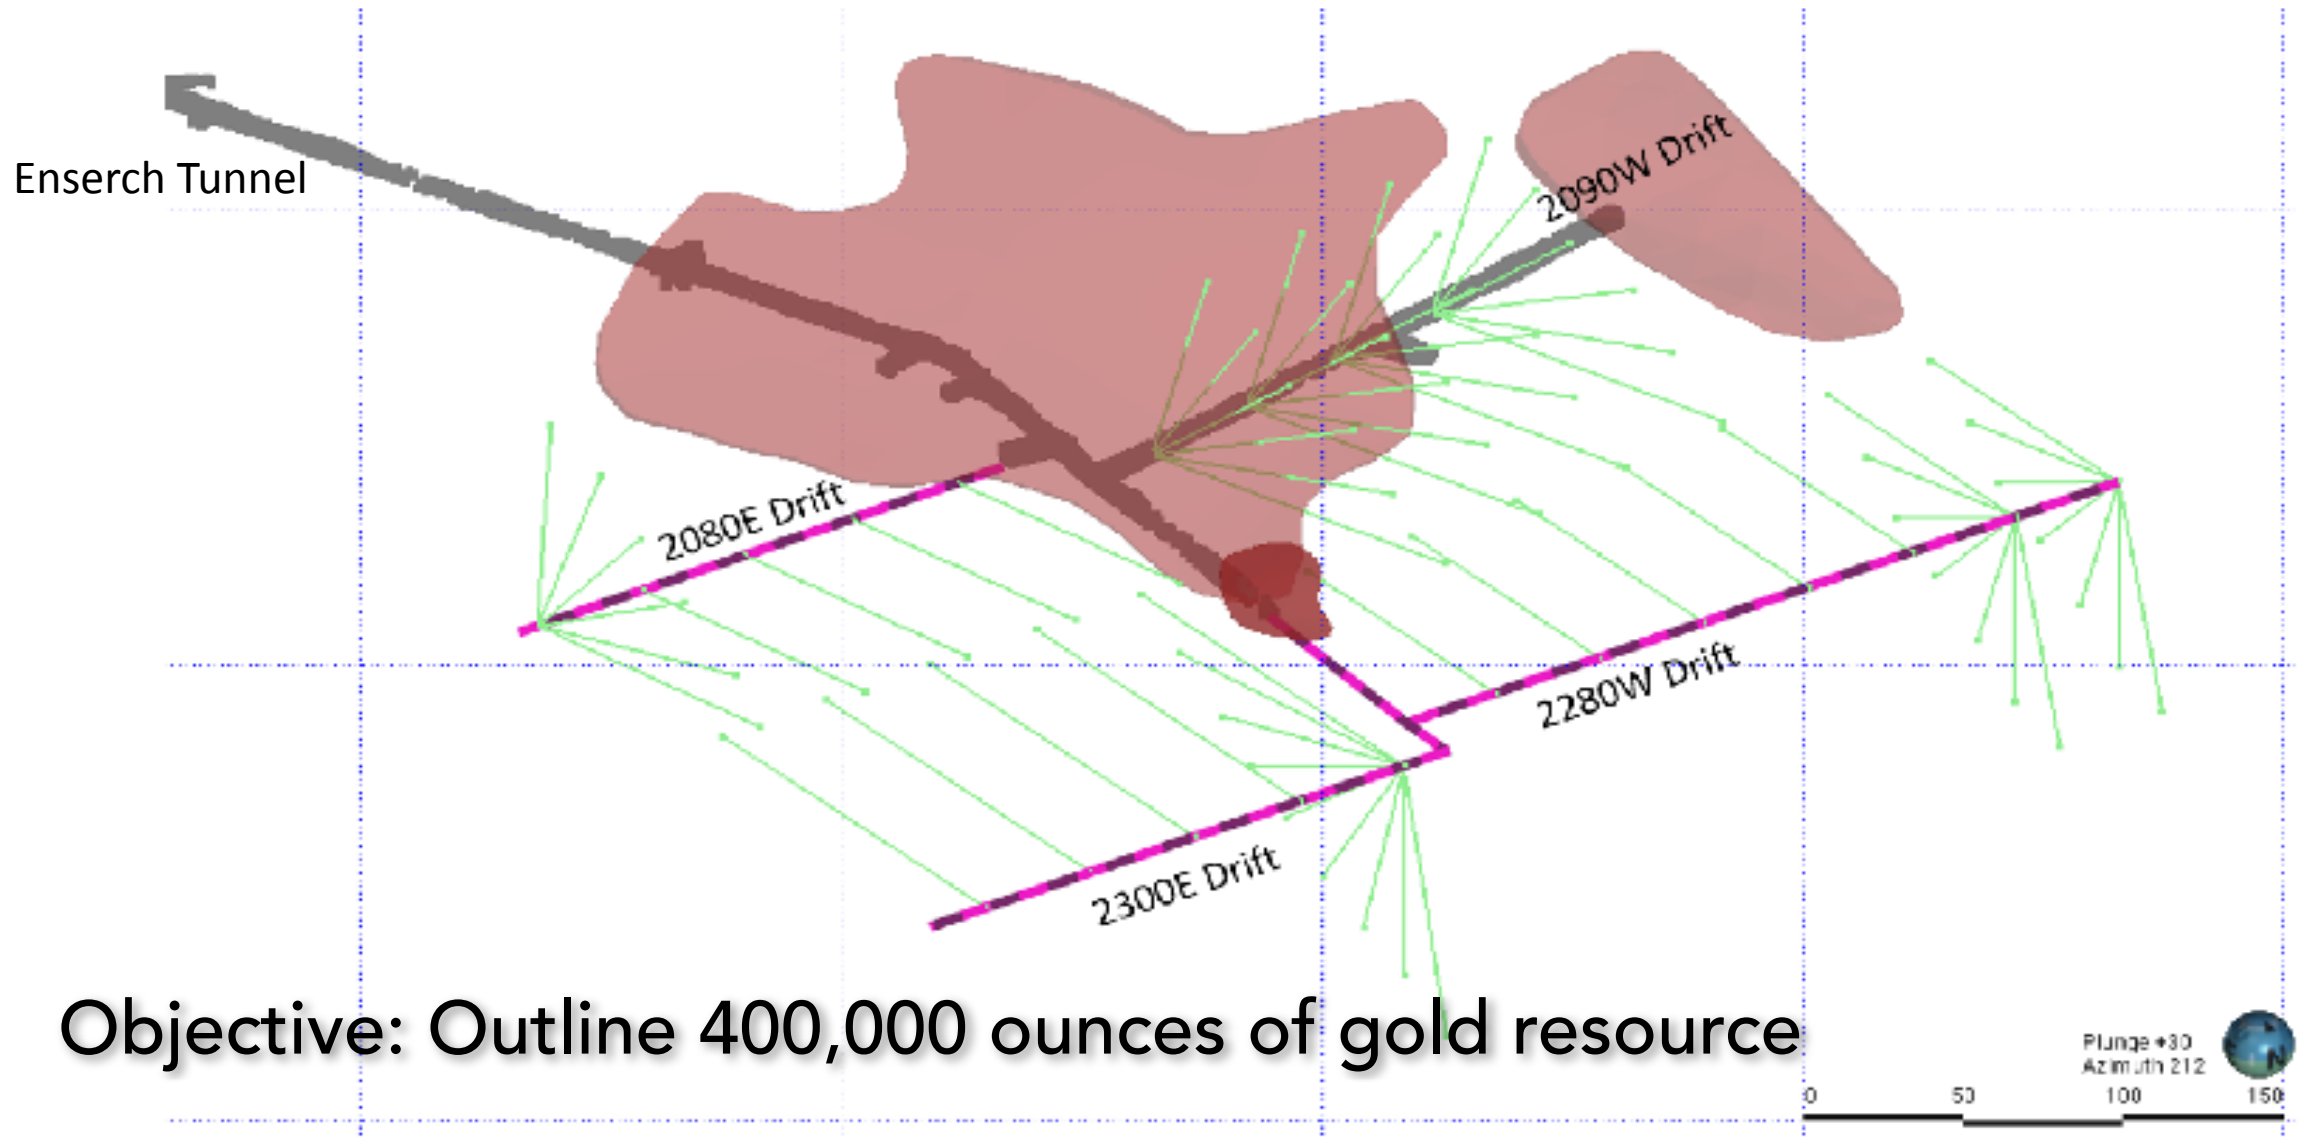 Enserch Tunnel
2090W Drift
2080E Drift
2280W Drift
2300E Drift
Objective: Outline 400,000 ounces of gold resource
Plunge +30
Azimuth 212
N
0 50 100 150